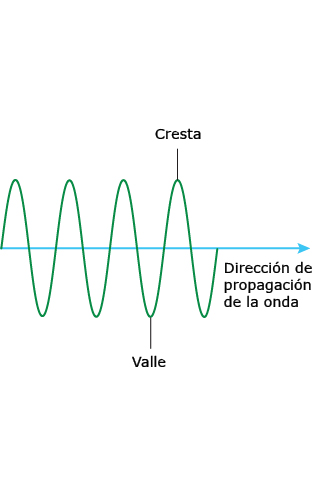 Cresta
Dirección de
propagación
de la onda
Valle